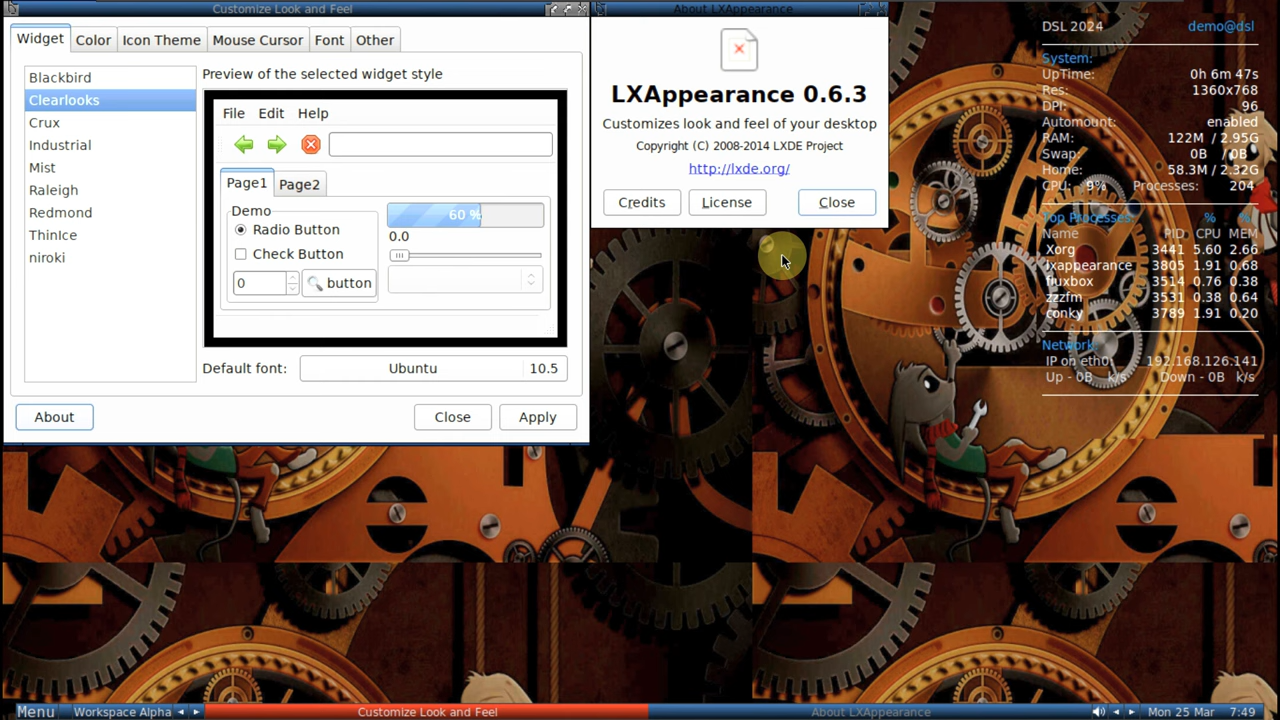 Customize Look and Feel
Widget Color Icon Theme Mouse Cursor Font Other
Blackbird
Clearlooks
Crux
Industrial
Mist
Raleigh
Redmond
ThinIce
niroki
Preview of the selected widget style
File Edit Help
Page1 Page2
Demo
Radio Button
Check Button
0 button
60 %
0.0
Default font: Ubuntu 10.5
About Close Apply
About LXAppearance
LXAppearance 0.6.3
Customizes look and feel of your desktop
Copyright (C) 2008-2014 LXDE Project
http://lxde.org/
Credits License Close
DSL 2024 demo@dsl
System:
UpTime: 0h 6m 47s
Res: 1360x768
DPI: 96
Automount: enabled
RAM: 122M / 2.95G
Swap: 0B / 0B
Home: 58.3M / 2.32G
CPU: 9% Processes: 204
Top Processes: % %
Name PID CPU MEM
Xorg 3441 5.60 2.66
lxappearance 3805 1.91 0.68
fluxbox 3514 0.76 0.38
zzzfm 3531 0.38 0.64
conky 3789 1.91 0.20
Network:
IP on eth0: 192.168.126.141
Up - 0B k/s Down - 0B k/s
Menu Workspace Alpha Customize Look and Feel About LXAppearance Mon 25 Mar 7:49